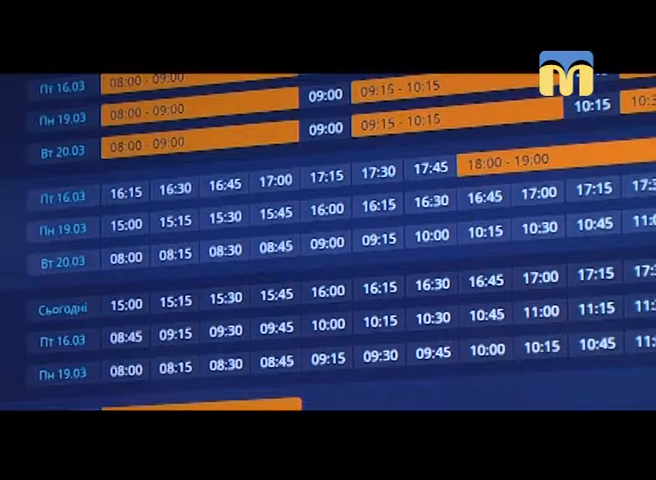 M
Пт 16.03 08:00 - 09:00
Пн 19.03 08:00 - 09:00 09:00 09:15 - 10:15
Вт 20.03 08:00 - 09:00 09:00 09:15 - 10:15 10:15
Пт 16.03 16:15 16:30 16:45 17:00 17:15 17:30 17:45 18:00 - 19:00
Пн 19.03 15:00 15:15 15:30 15:45 16:00 16:15 16:30 16:45 17:00 17:15
Вт 20.03 08:00 08:15 08:30 08:45 09:00 09:15 10:00 10:15 10:30 10:45
Сьогодні 15:00 15:15 15:30 15:45 16:00 16:15 16:30 16:45 17:00 17:15
Пт 16.03 08:45 09:15 09:30 09:45 10:00 10:15 10:30 10:45 11:00 11:15
Пн 19.03 08:00 08:15 08:30 08:45 09:15 09:30 09:45 10:00 10:15 10:45